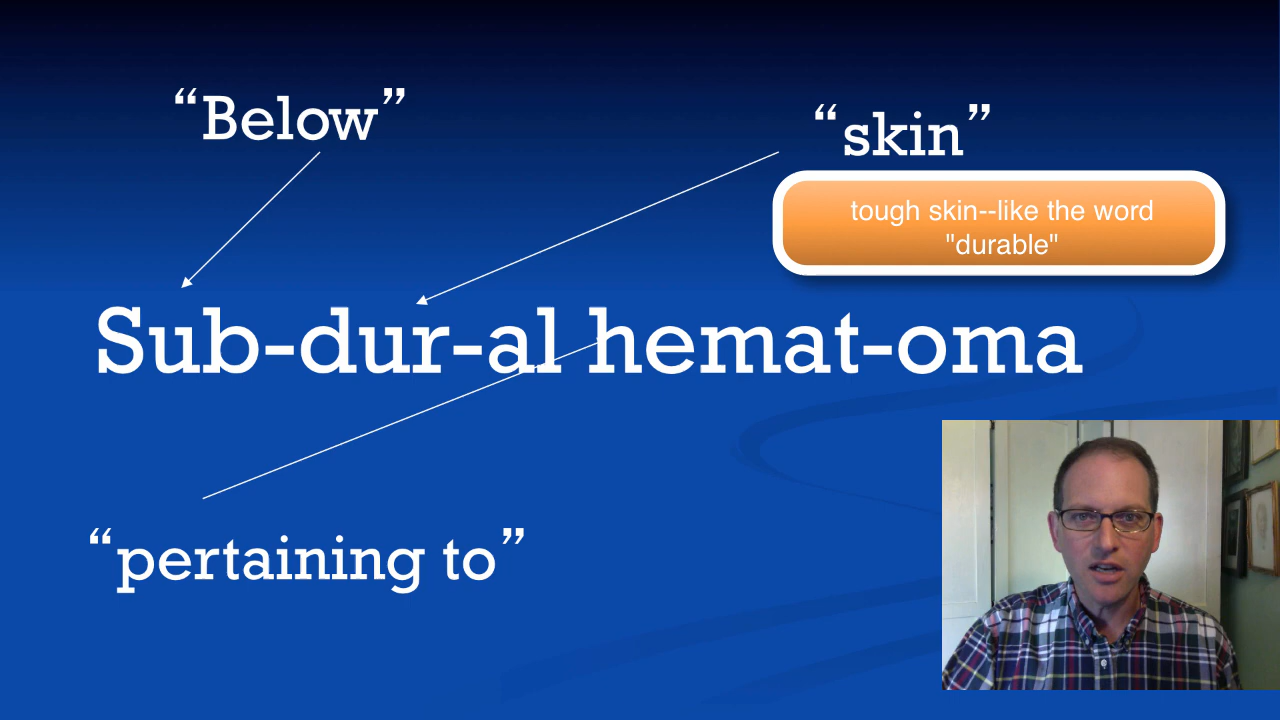 “Below”
“skin”
tough skin--like the word
"durable"
Sub-dur-al hemat-oma
“pertaining to”